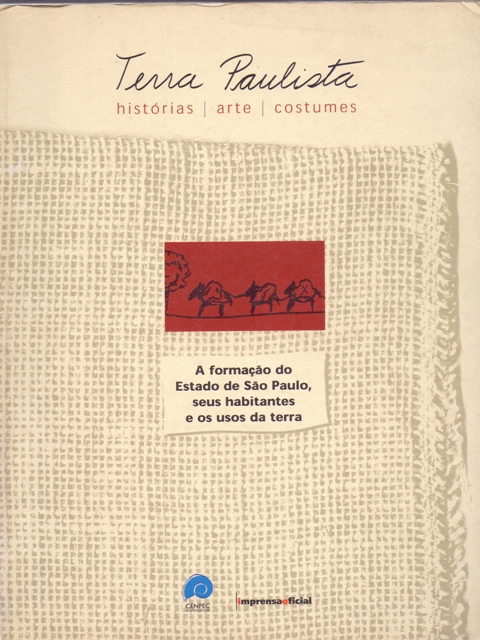 Terra Paulista
histórias | arte | costumes
A formação do
Estado de São Paulo,
seus habitantes
e os usos da terra
CENPEC
imprensaoficial